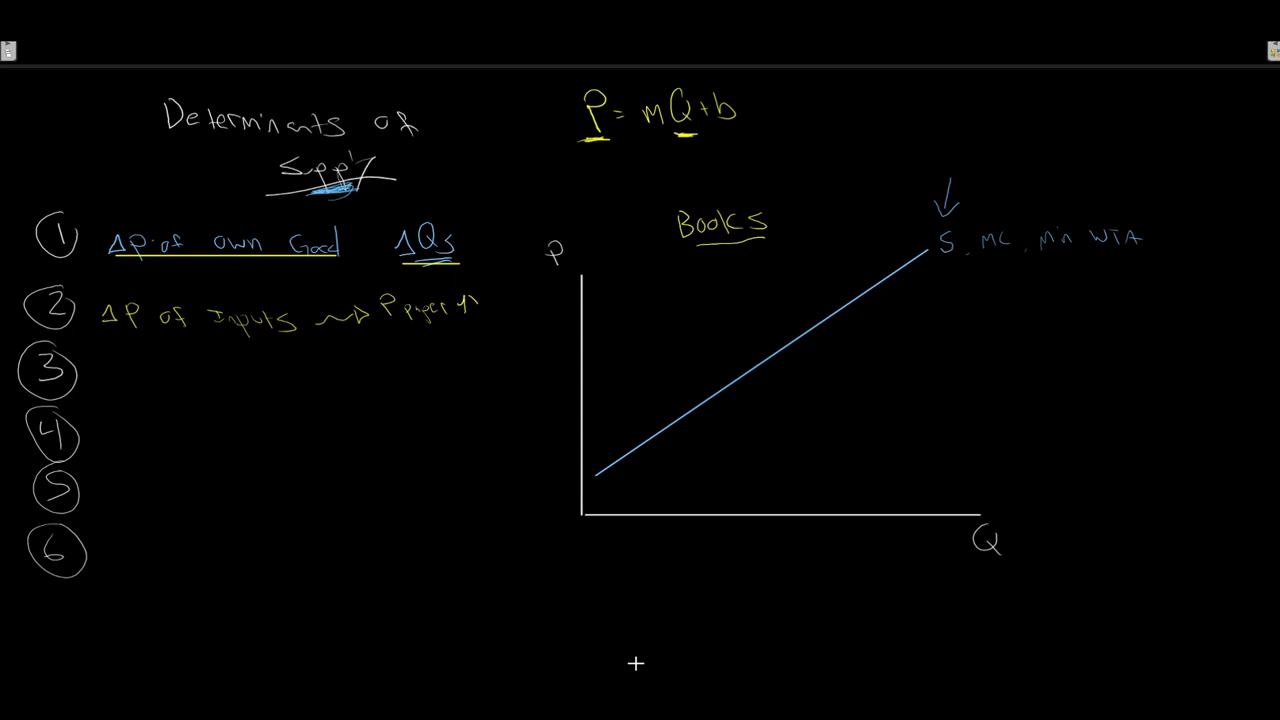 Determinants of
Supply
P = mQ + b
① ΔP of own Good ΔQs
② ΔP of Inputs ⇝ P paper ↑
③
④
⑤
⑥
Books
P
S, MC, min WTA
Q